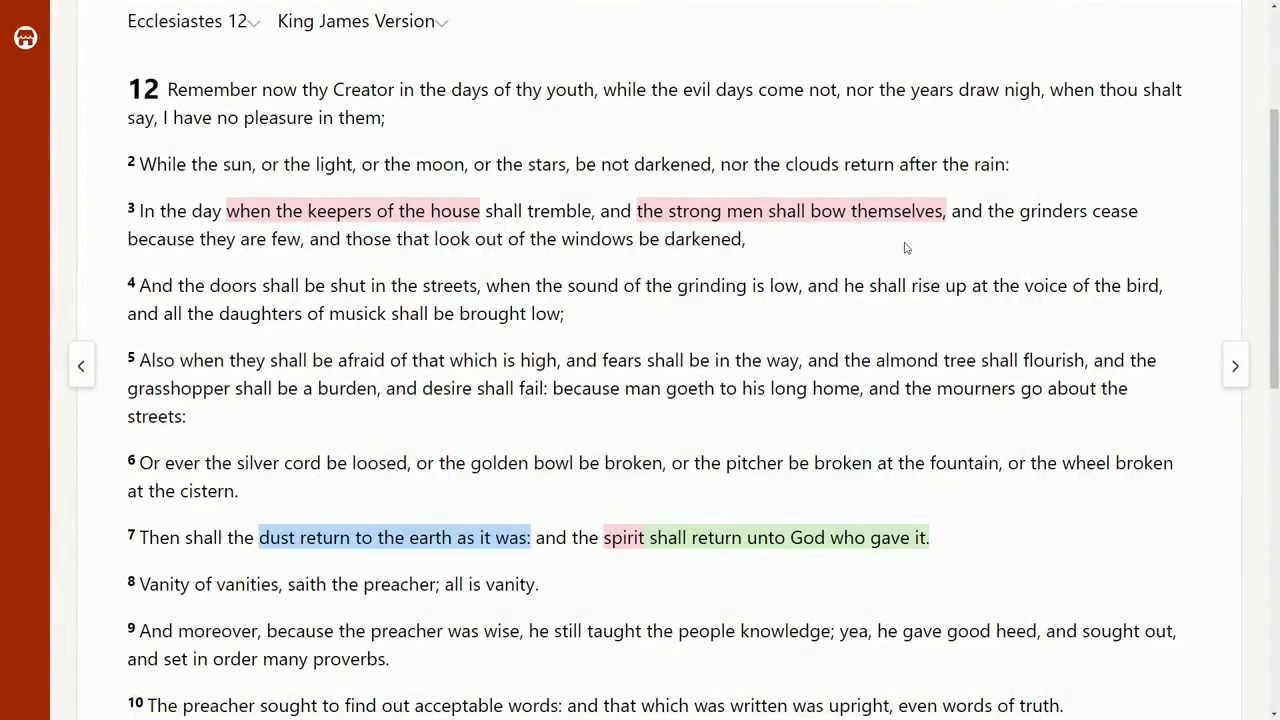 Ecclesiastes 12 King James Version
12 Remember now thy Creator in the days of thy youth, while the evil days come not, nor the years draw nigh, when thou shalt
say, I have no pleasure in them;
2 While the sun, or the light, or the moon, or the stars, be not darkened, nor the clouds return after the rain:
3 In the day when the keepers of the house shall tremble, and the strong men shall bow themselves, and the grinders cease
because they are few, and those that look out of the windows be darkened,
4 And the doors shall be shut in the streets, when the sound of the grinding is low, and he shall rise up at the voice of the bird,
and all the daughters of musick shall be brought low;
5 Also when they shall be afraid of that which is high, and fears shall be in the way, and the almond tree shall flourish, and the
grasshopper shall be a burden, and desire shall fail: because man goeth to his long home, and the mourners go about the
streets:
6 Or ever the silver cord be loosed, or the golden bowl be broken, or the pitcher be broken at the fountain, or the wheel broken
at the cistern.
7 Then shall the dust return to the earth as it was: and the spirit shall return unto God who gave it.
8 Vanity of vanities, saith the preacher; all is vanity.
9 And moreover, because the preacher was wise, he still taught the people knowledge; yea, he gave good heed, and sought out,
and set in order many proverbs.
10 The preacher sought to find out acceptable words: and that which was written was upright, even words of truth.